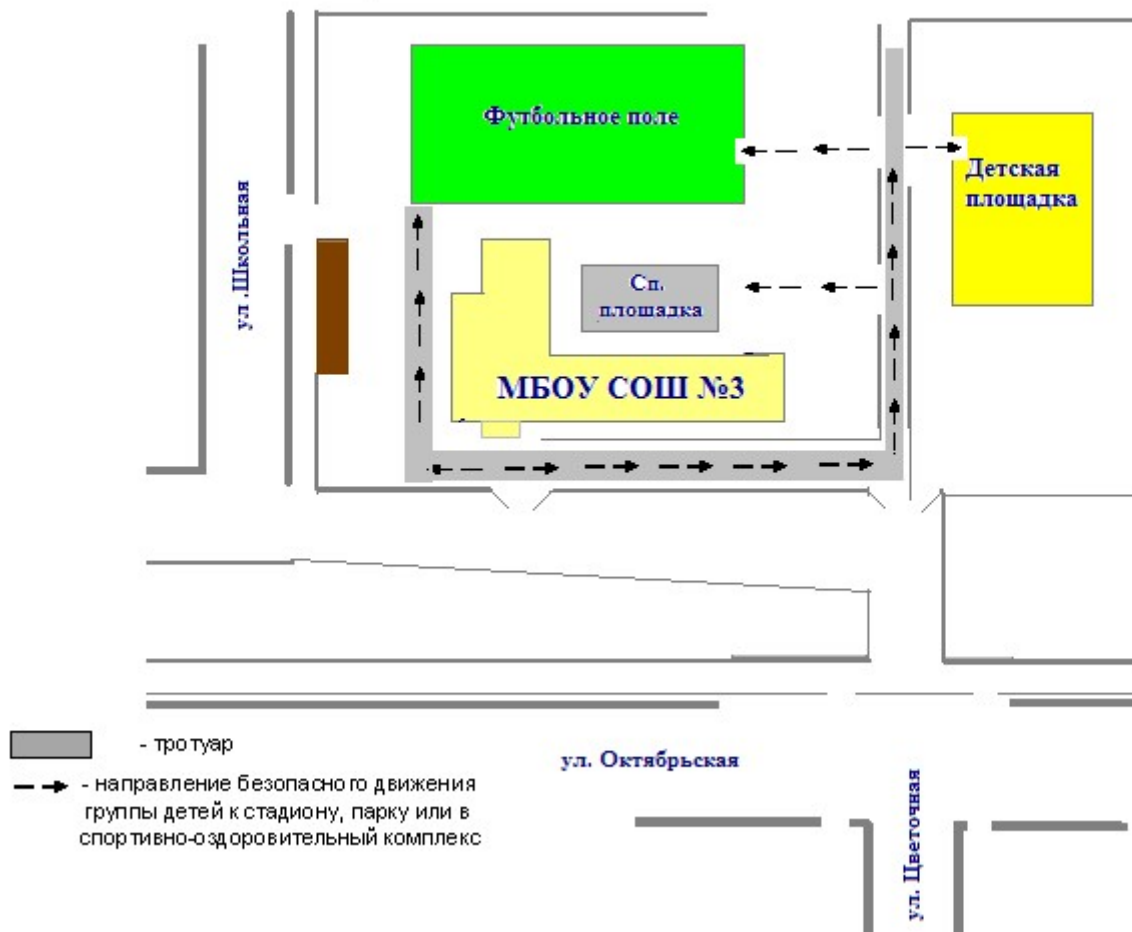 Футбольное поле
Детская
площадка
ул .Школьная
Сп.
площадка
МБОУ СОШ №3
- тротуар
- направление безопасного движения
группы детей к стадиону, парку или в
спортивно-оздоровительный комплекс
ул. Октябрьская
ул. Цветочная